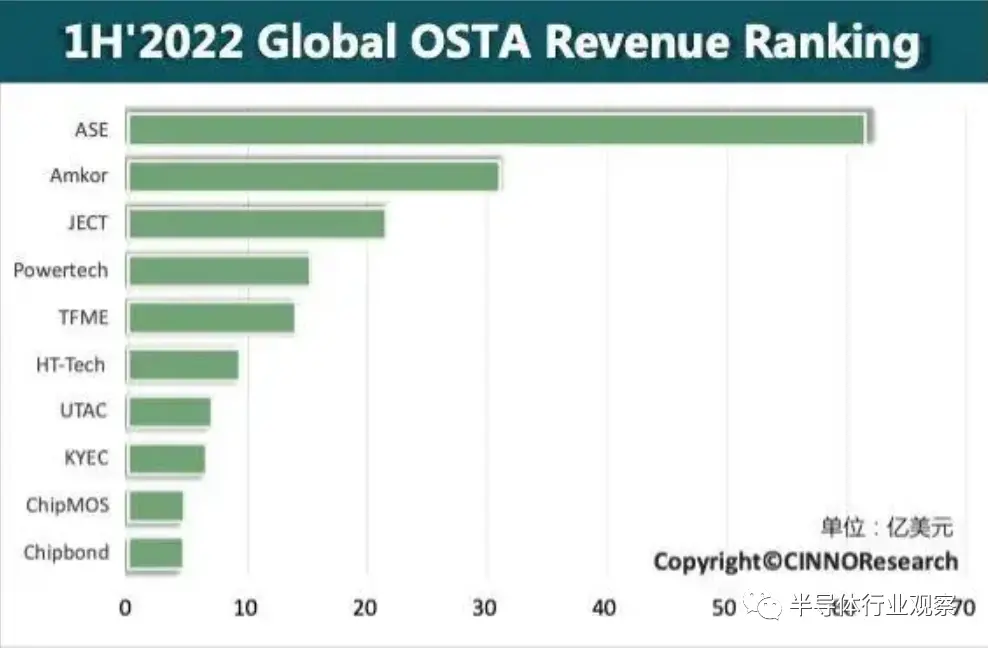 1H'2022 Global OSTA Revenue Ranking
ASE
Amkor
JECT
Powertech
TFME
HT-Tech
UTAC
KYEC
ChipMOS
Chipbond
单位：亿美元
Copyright©CINNOResearch
0 10 20 30 40 50 60 70
半导体行业观察